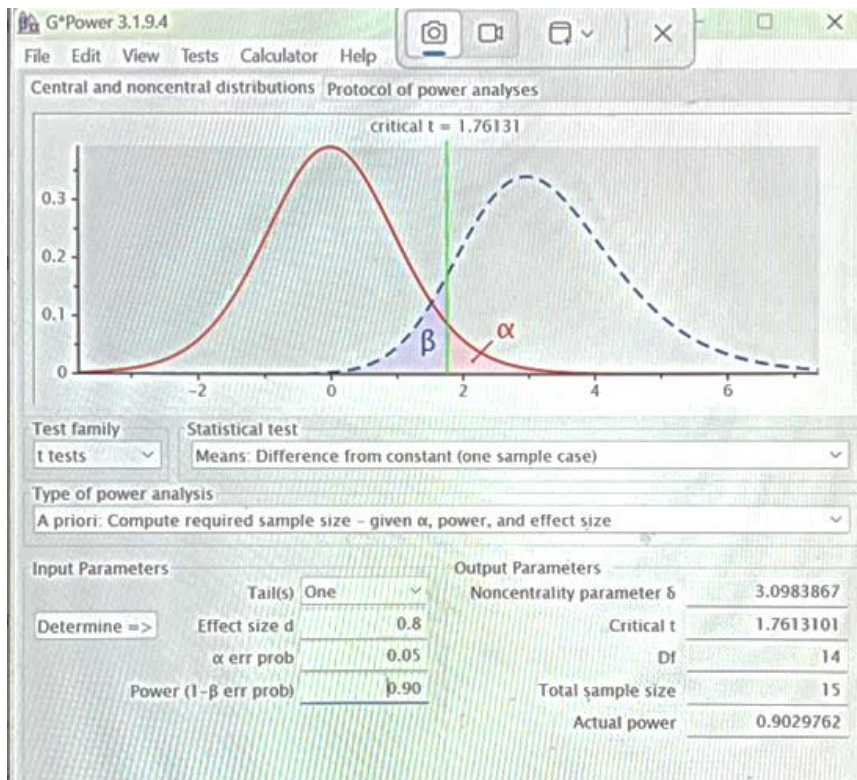 G*Power 3.1.9.4
File Edit View Tests Calculator Help
Central and noncentral distributions Protocol of power analyses
critical t = 1.76131
0.3
0.2
0.1
0
β
α
-2 0 2 4 6
Test family Statistical test
t tests Means: Difference from constant (one sample case)
Type of power analysis
A priori: Compute required sample size – given α, power, and effect size
Input Parameters Output Parameters
Tail(s) One Noncentrality parameter δ 3.0983867
Determine => Effect size d 0.8 Critical t 1.7613101
α err prob 0.05 Df 14
Power (1-β err prob) 0.90 Total sample size 15
Actual power 0.9029762